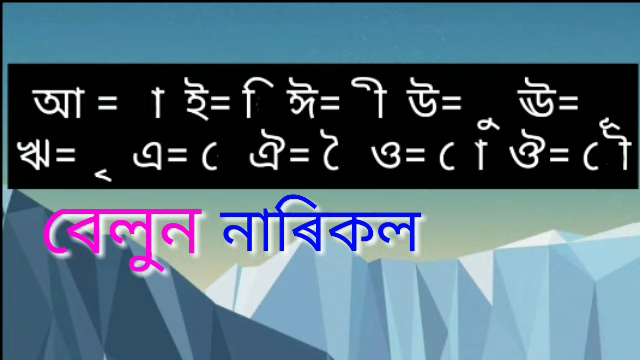 আ = া ই= ি ঈ= ী উ= ু ঊ= ূ
ঋ= ৃ এ= ে ঐ= ৈ ও= ো ঔ= ৌ
বেলুন নাৰিকল